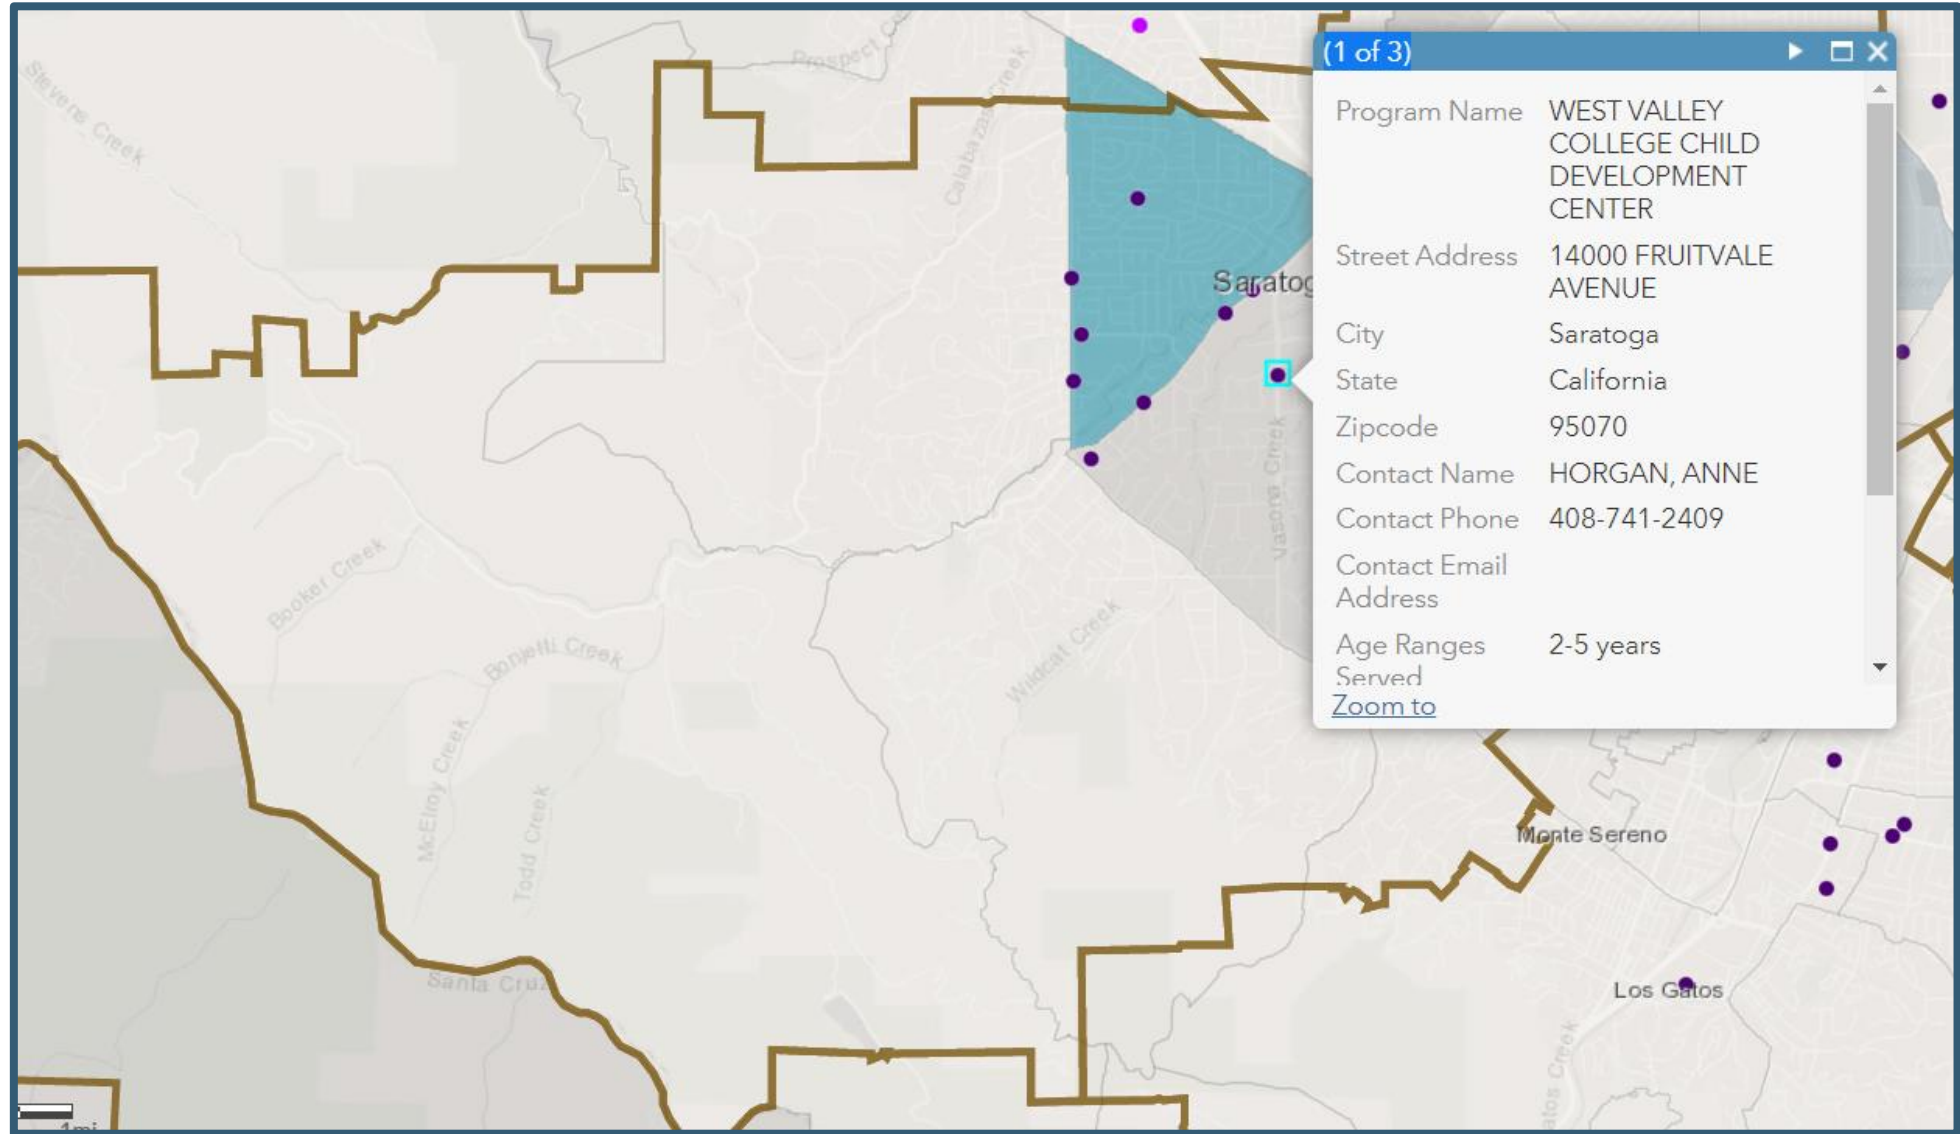 Stevens Creek
Prospect
Calabazas Creek
(1 of 3)
Program Name WEST VALLEY
COLLEGE CHILD
DEVELOPMENT
CENTER
Street Address 14000 FRUITVALE
AVENUE
City Saratoga
State California
Zipcode 95070
Contact Name HORGAN, ANNE
Contact Phone 408-741-2409
Contact Email
Address
Age Ranges 2-5 years
Served
Zoom to
Saratog
Vasona Creek
Booker Creek
Bonjetti Creek
Wildcat Creek
McElroy Creek
Todd Creek
Monte Sereno
Santa Cruz
Los Gatos
atos Creek
1mi